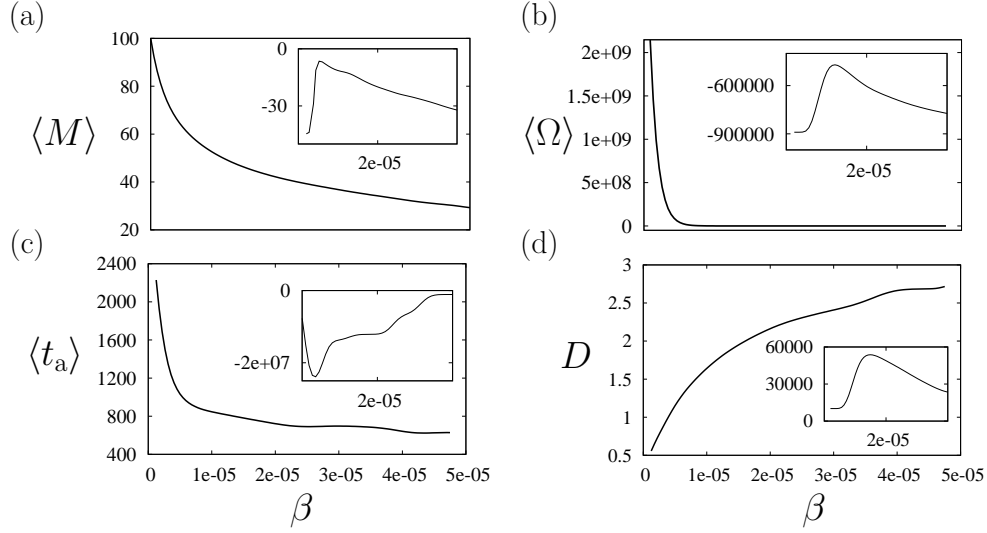 (a)
100
80
60
40
20
⟨M⟩
0
-30
2e-05
(b)
2e+09
1.5e+09
1e+09
5e+08
0
⟨Ω⟩
-600000
-900000
2e-05
(c)
2400
2000
1600
1200
800
400
⟨tₐ⟩
0
-2e+07
2e-05
0 1e-05 2e-05 3e-05 4e-05 5e-05
β
(d)
3
2.5
2
1.5
1
0.5
D
60000
30000
0
2e-05
0 1e-05 2e-05 3e-05 4e-05 5e-05
β